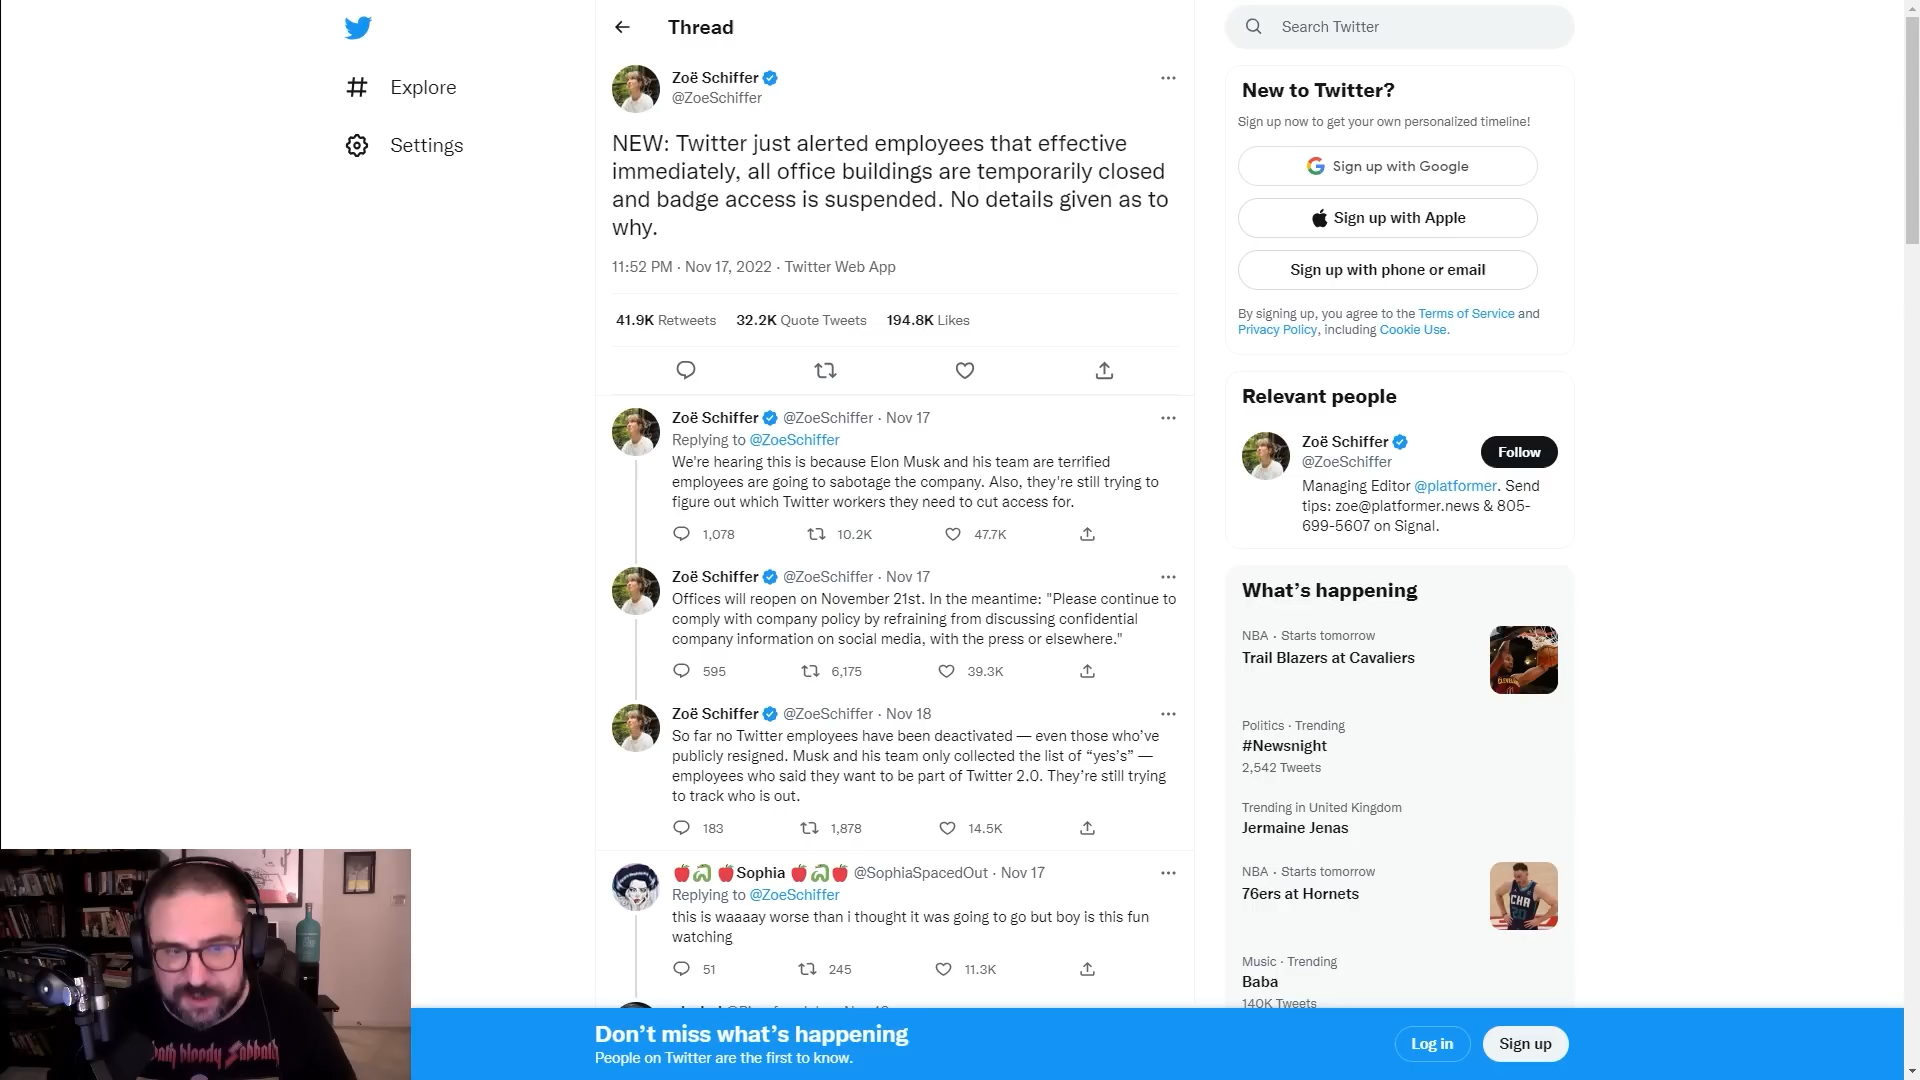 Explore
Settings
Thread
Zoë Schiffer
@ZoeSchiffer
NEW: Twitter just alerted employees that effective
immediately, all office buildings are temporarily closed
and badge access is suspended. No details given as to
why.
11:52 PM · Nov 17, 2022 · Twitter Web App
41.9K Retweets 32.2K Quote Tweets 194.8K Likes
Zoë Schiffer @ZoeSchiffer · Nov 17
Replying to @ZoeSchiffer
We're hearing this is because Elon Musk and his team are terrified
employees are going to sabotage the company. Also, they're still trying to
figure out which Twitter workers they need to cut access for.
1,078 10.2K 47.7K
Zoë Schiffer @ZoeSchiffer · Nov 17
Offices will reopen on November 21st. In the meantime: "Please continue to
comply with company policy by refraining from discussing confidential
company information on social media, with the press or elsewhere."
595 6,175 39.3K
Zoë Schiffer @ZoeSchiffer · Nov 18
So far no Twitter employees have been deactivated — even those who’ve
publicly resigned. Musk and his team only collected the list of “yes’s” —
employees who said they want to be part of Twitter 2.0. They’re still trying
to track who is out.
183 1,878 14.5K
🍎🐍 🍎Sophia 🍎🐍🍎 @SophiaSpacedOut · Nov 17
Replying to @ZoeSchiffer
this is waaaay worse than i thought it was going to go but boy is this fun
watching
51 245 11.3K
Search Twitter
New to Twitter?
Sign up now to get your own personalized timeline!
Sign up with Google
Sign up with Apple
Sign up with phone or email
By signing up, you agree to the Terms of Service and
Privacy Policy, including Cookie Use.
Relevant people
Zoë Schiffer
@ZoeSchiffer
Follow
Managing Editor @platformer. Send
tips: zoe@platformer.news & 805-
699-5607 on Signal.
What’s happening
NBA · Starts tomorrow
Trail Blazers at Cavaliers
Politics · Trending
#Newsnight
2,542 Tweets
Trending in United Kingdom
Jermaine Jenas
NBA · Starts tomorrow
76ers at Hornets
Music · Trending
Baba
140K Tweets
Don’t miss what’s happening
People on Twitter are the first to know.
Log in
Sign up
bloody Sabbath